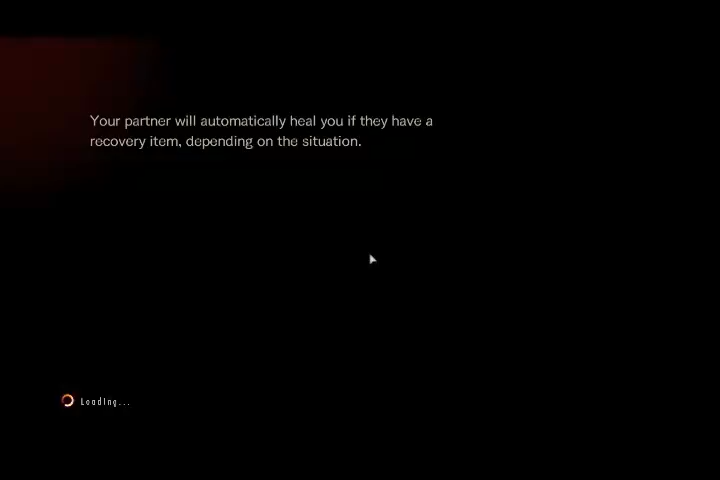 Your partner will automatically heal you if they have a
recovery item, depending on the situation.
Loading...